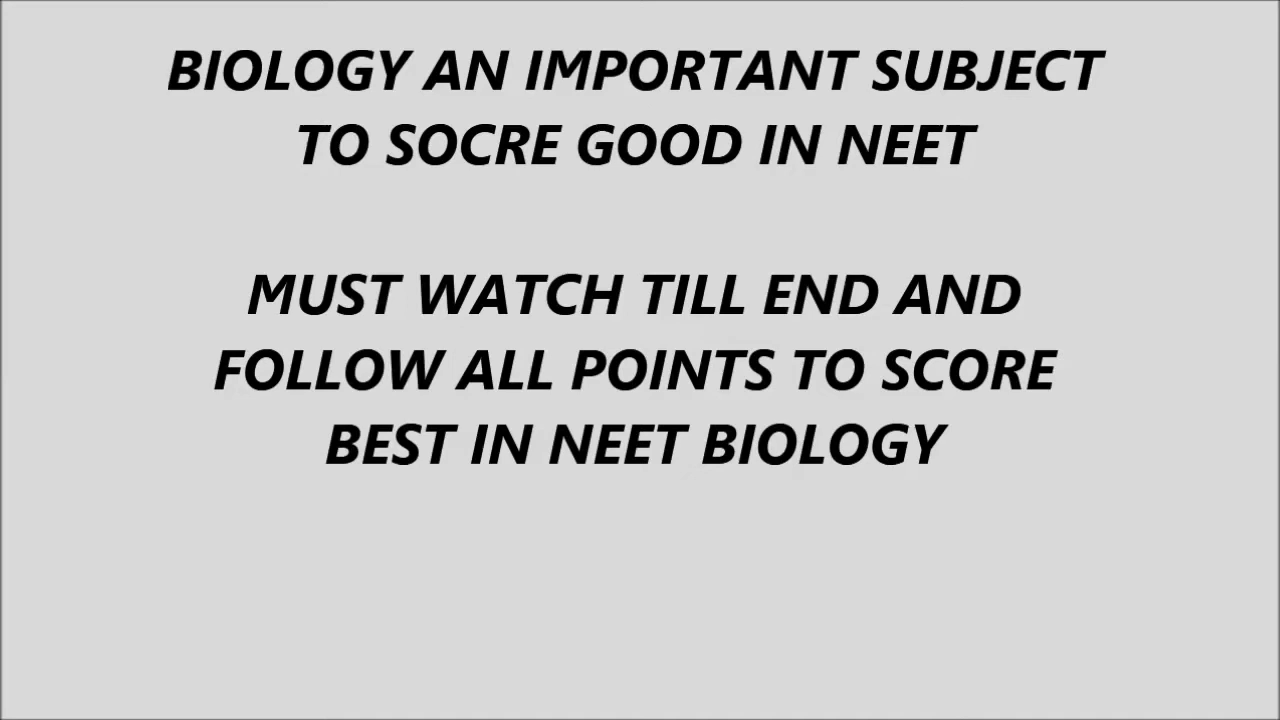 BIOLOGY AN IMPORTANT SUBJECT
TO SOCRE GOOD IN NEET
MUST WATCH TILL END AND
FOLLOW ALL POINTS TO SCORE
BEST IN NEET BIOLOGY